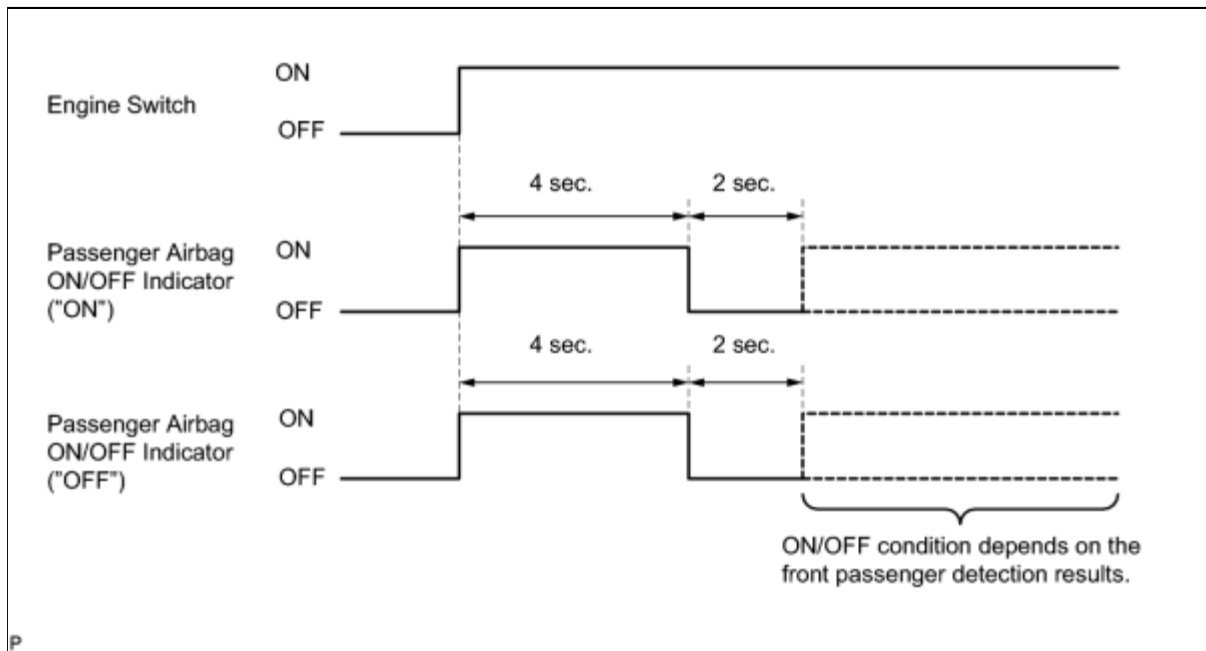 ON
Engine Switch
OFF
4 sec.
2 sec.
Passenger Airbag
ON/OFF Indicator
("ON")
ON
OFF
4 sec.
2 sec.
Passenger Airbag
ON/OFF Indicator
("OFF")
ON
OFF
ON/OFF condition depends on the
front passenger detection results.
P